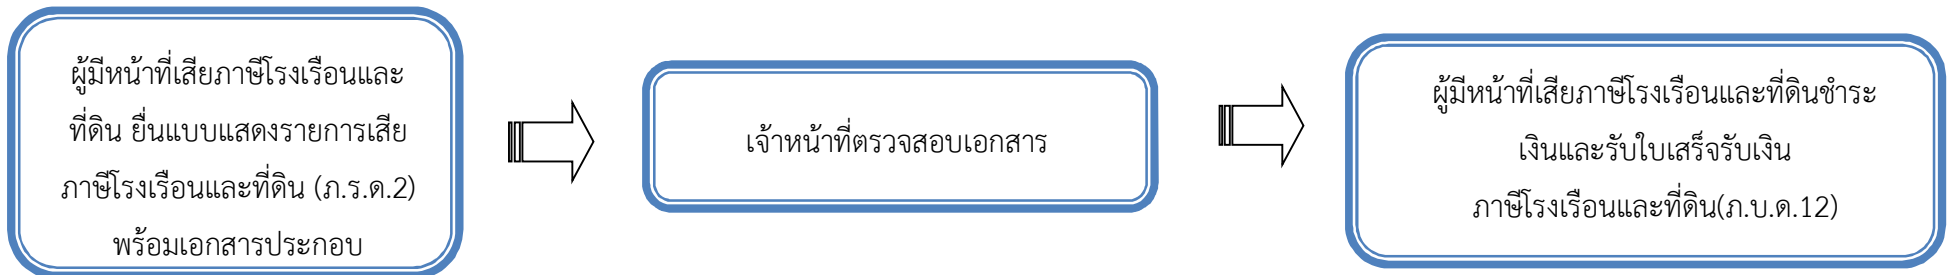 ผู้มีหน้าที่เสียภาษีโรงเรือนและ
ที่ดิน ยื่นแบบแสดงรายการเสีย
ภาษีโรงเรือนและที่ดิน (ภ.ร.ด.2)
พร้อมเอกสารประกอบ
เจ้าหน้าที่ตรวจสอบเอกสาร
ผู้มีหน้าที่เสียภาษีโรงเรือนและที่ดินชำระ
เงินและรับใบเสร็จรับเงิน
ภาษีโรงเรือนและที่ดิน(ภ.บ.ด.12)